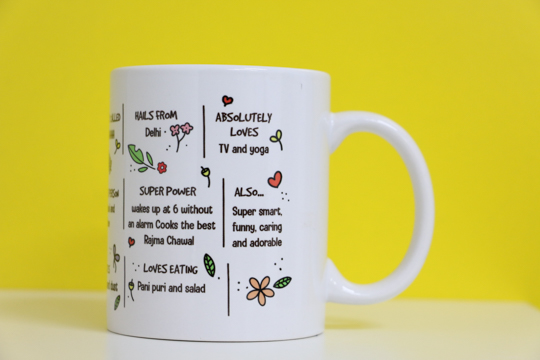 HAILS FROM
Delhi
ABSOLUTELY
LOVES
TV and yoga
SUPER POWER
wakes up at 6 without
an alarm Cooks the best
Rajma Chawal
ALSO...
Super smart,
funny, caring
and adorable
LOVES EATING
Pani puri and salad